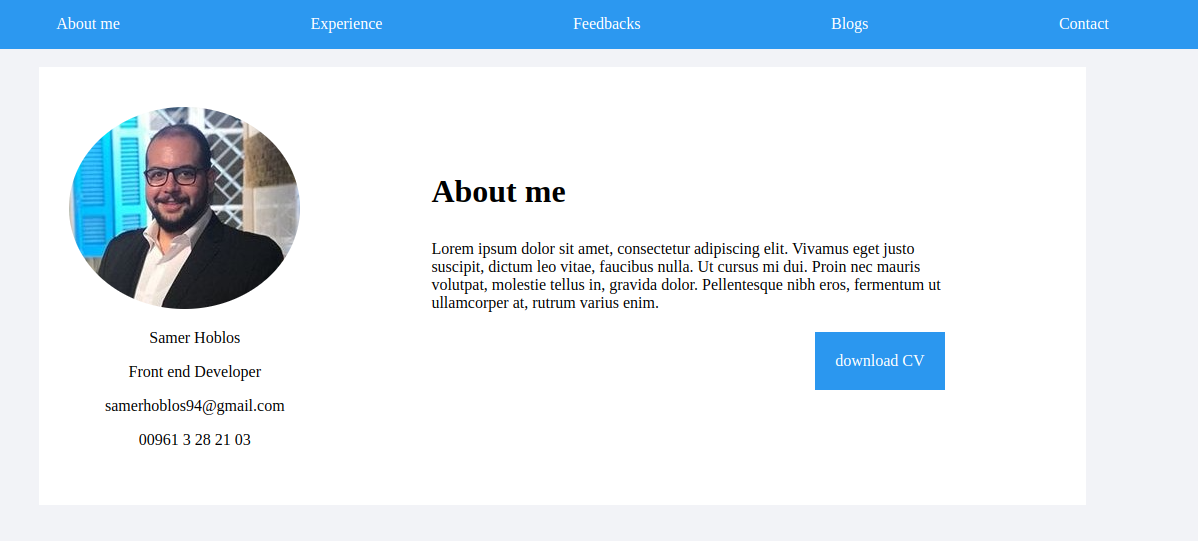 About me Experience Feedbacks Blogs Contact
About me
Lorem ipsum dolor sit amet, consectetur adipiscing elit. Vivamus eget justo
suscipit, dictum leo vitae, faucibus nulla. Ut cursus mi dui. Proin nec mauris
volutpat, molestie tellus in, gravida dolor. Pellentesque nibh eros, fermentum ut
ullamcorper at, rutrum varius enim.
download CV
Samer Hoblos
Front end Developer
samerhoblos94@gmail.com
00961 3 28 21 03